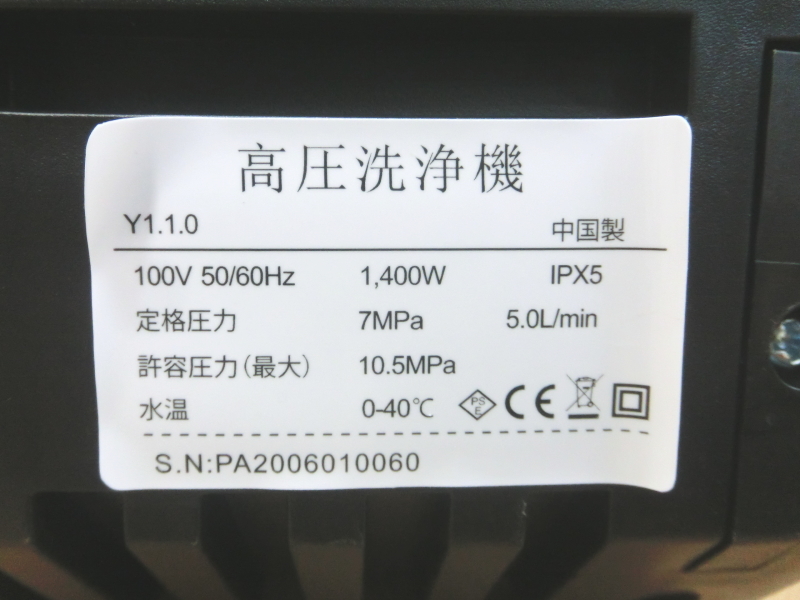 高圧洗浄機
Y1.1.0 中国製
100V 50/60Hz 1,400W IPX5
定格圧力 7MPa 5.0L/min
許容圧力(最大) 10.5MPa
水温 0-40℃ PSE CE
S.N:PA2006010060